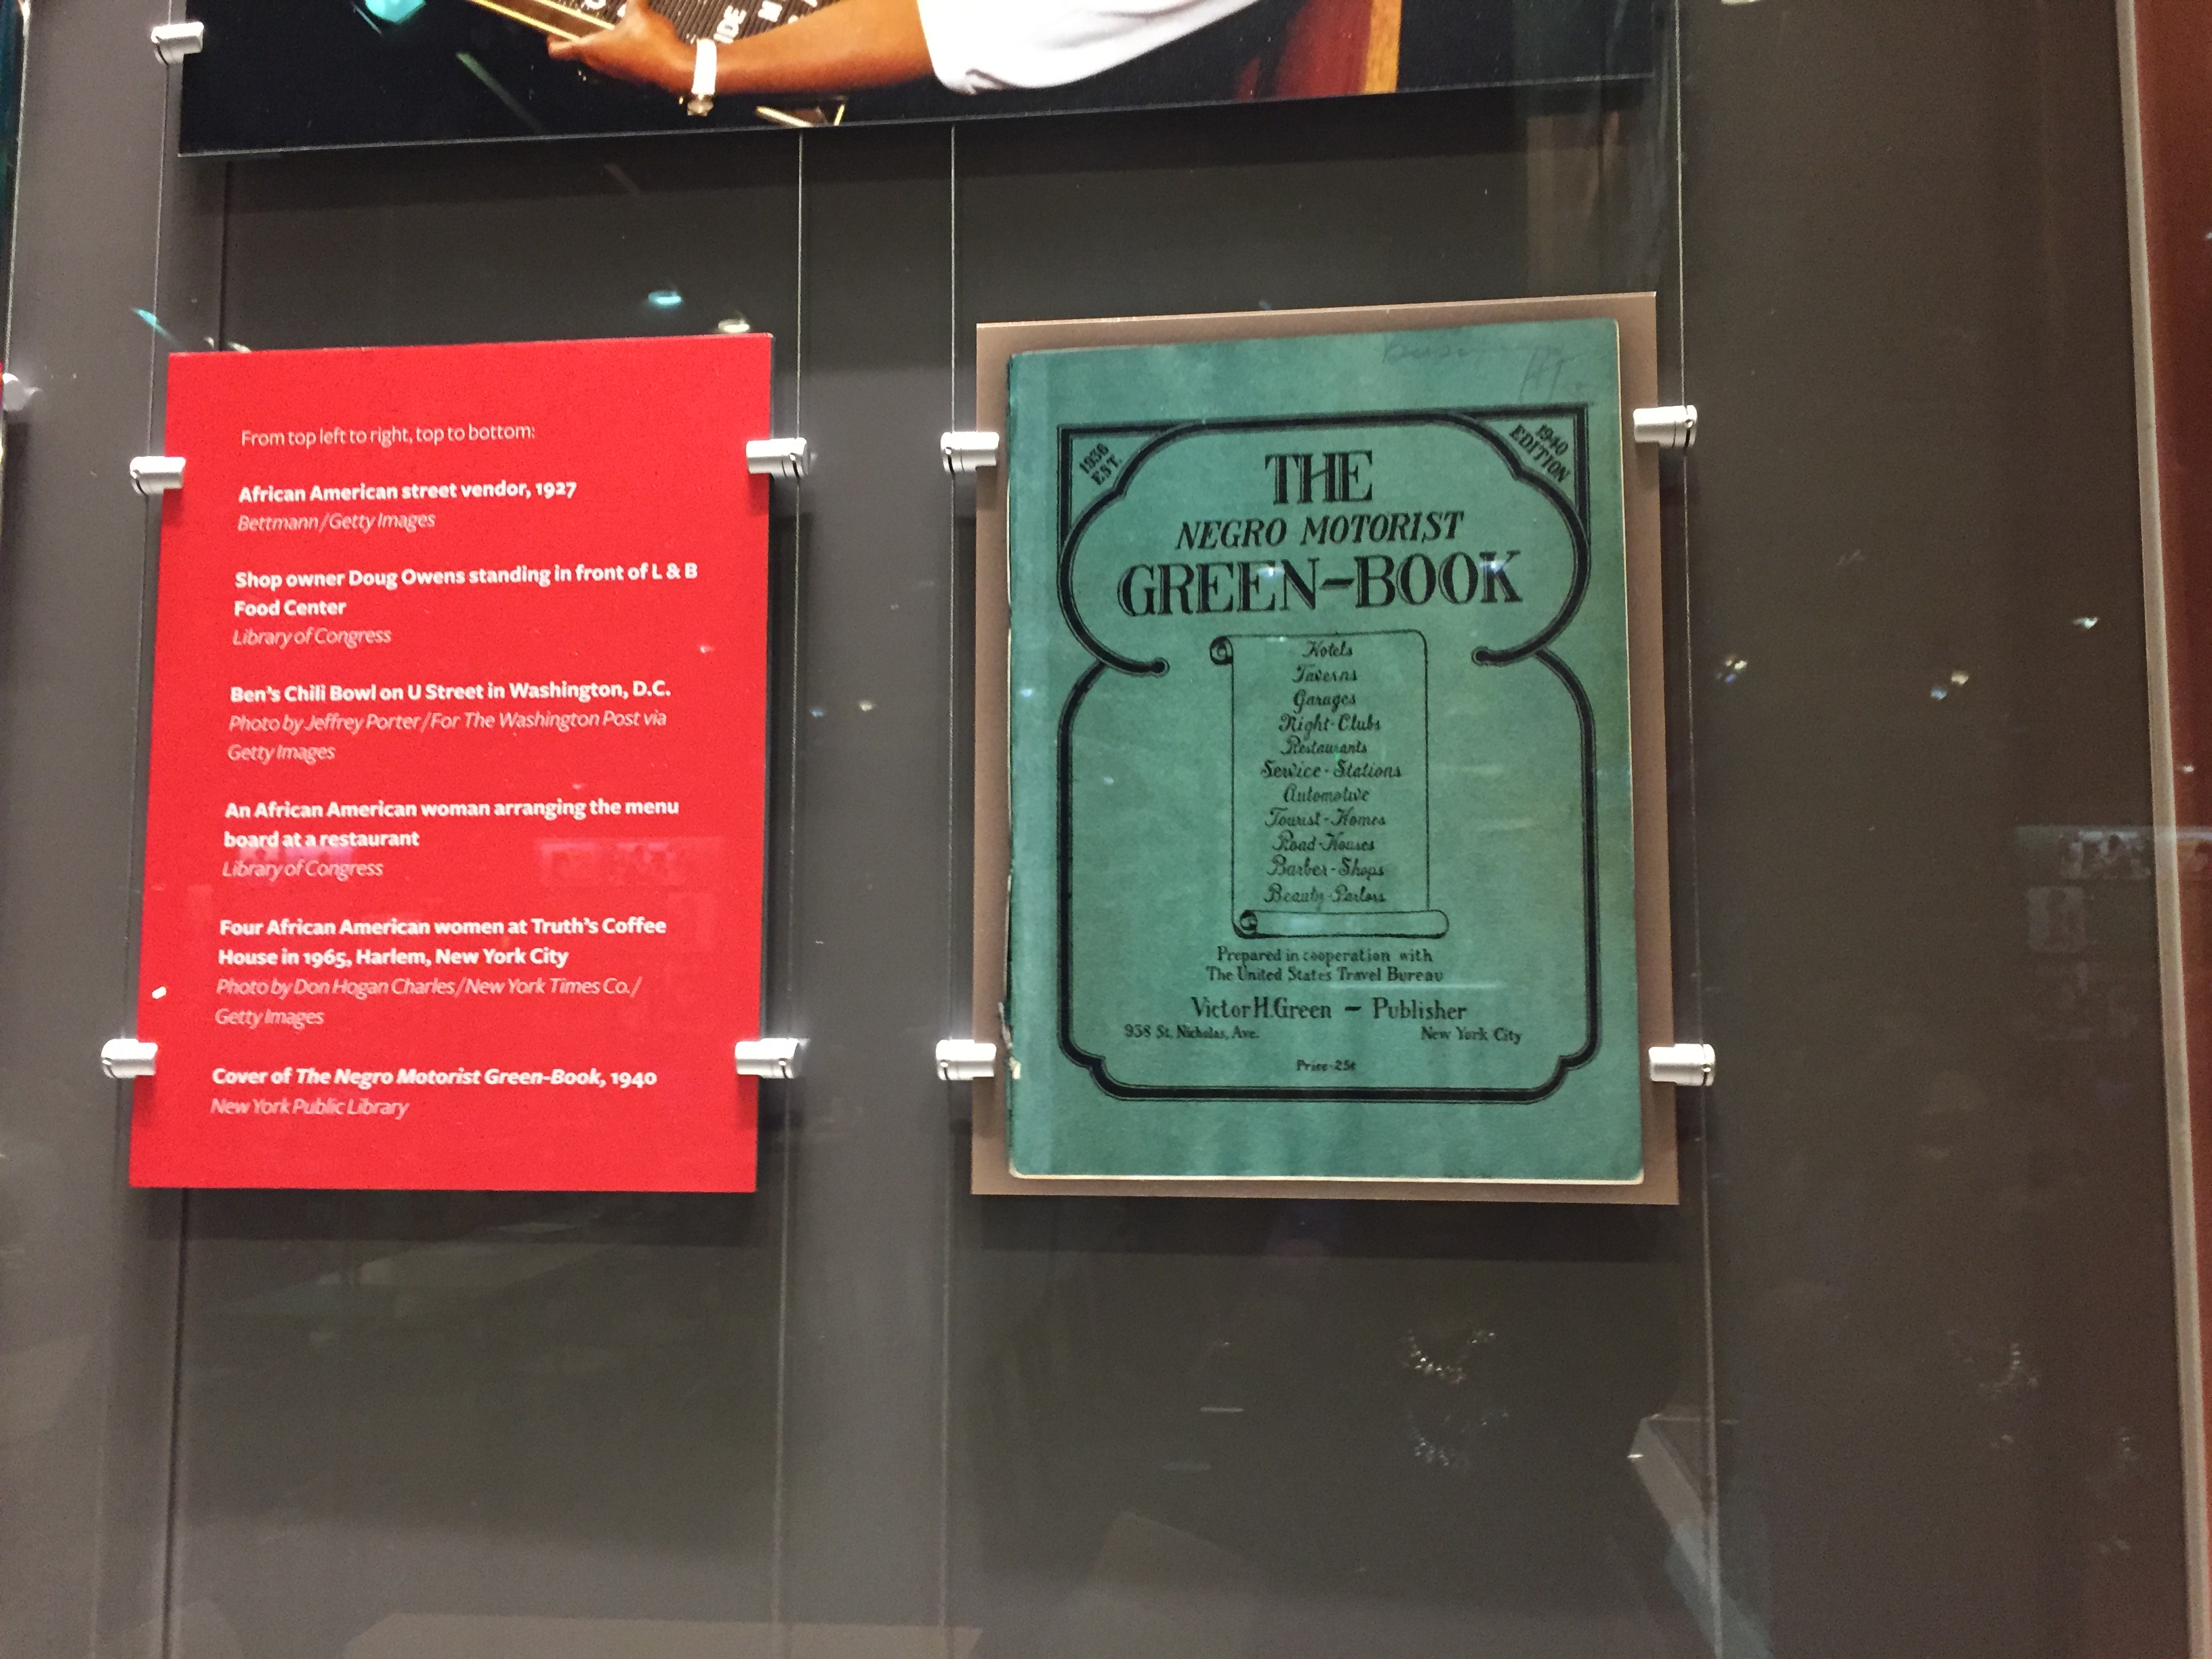 IDE
From top left to right, top to bottom:
African American street vendor, 1927
Bettmann/Getty Images
Shop owner Doug Owens standing in front of L & B
Food Center
Library of Congress
Ben's Chili Bowl on U Street in Washington, D.C.
Photo by Jeffrey Porter/For The Washington Post via
Getty Images
An African American woman arranging the menu
board at a restaurant
Library of Congress
Four African American women at Truth's Coffee
House in 1965, Harlem, New York City
Photo by Don Hogan Charles/New York Times Co./
Getty Images
Cover of The Negro Motorist Green-Book, 1940
New York Public Library
1936
EST.
1940
EDITION
THE
NEGRO MOTORIST
GREEN-BOOK
Hotels
Taverns
Garages
Night-Clubs
Restaurants
Service-Stations
Automotive
Tourist-Homes
Road-Houses
Barber-Shops
Beauty-Parlors
Prepared in cooperation with
The United States Travel Bureau
Victor H. Green — Publisher
938 St. Nicholas, Ave. New York City
Price-25¢